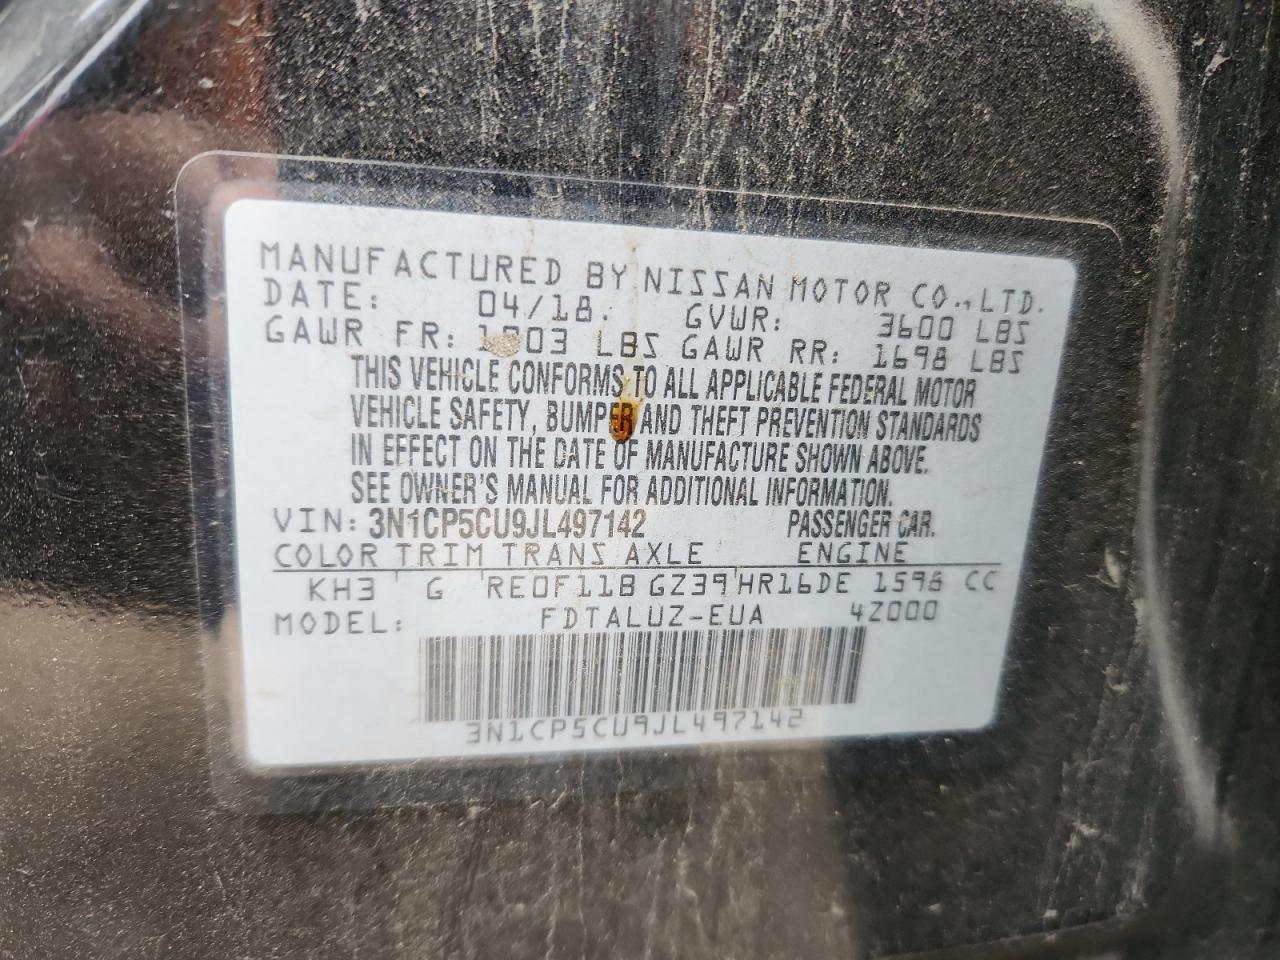 MANUFACTURED BY NISSAN MOTOR CO., LTD.
DATE: 04/18. GVWR: 3600 LBS
GAWR FR: LBS GAWR RR: 1698 LBS
THIS VEHICLE CONFORMS TO ALL APPLICABLE FEDERAL MOTOR
VEHICLE SAFETY, BUMPER AND THEFT PREVENTION STANDARDS
IN EFFECT ON THE DATE OF MANUFACTURE SHOWN ABOVE.
SEE OWNER'S MANUAL FOR ADDITIONAL INFORMATION.
VIN: 3N1CP5CU9JL497142 PASSENGER CAR.
COLOR TRIM TRANS AXLE ENGINE
KH3 G RE0F11B GZ39 HR16DE 1598 CC
MODEL: FDTALUZ-EUA 4Z000
3N1CP5CU9JL497142